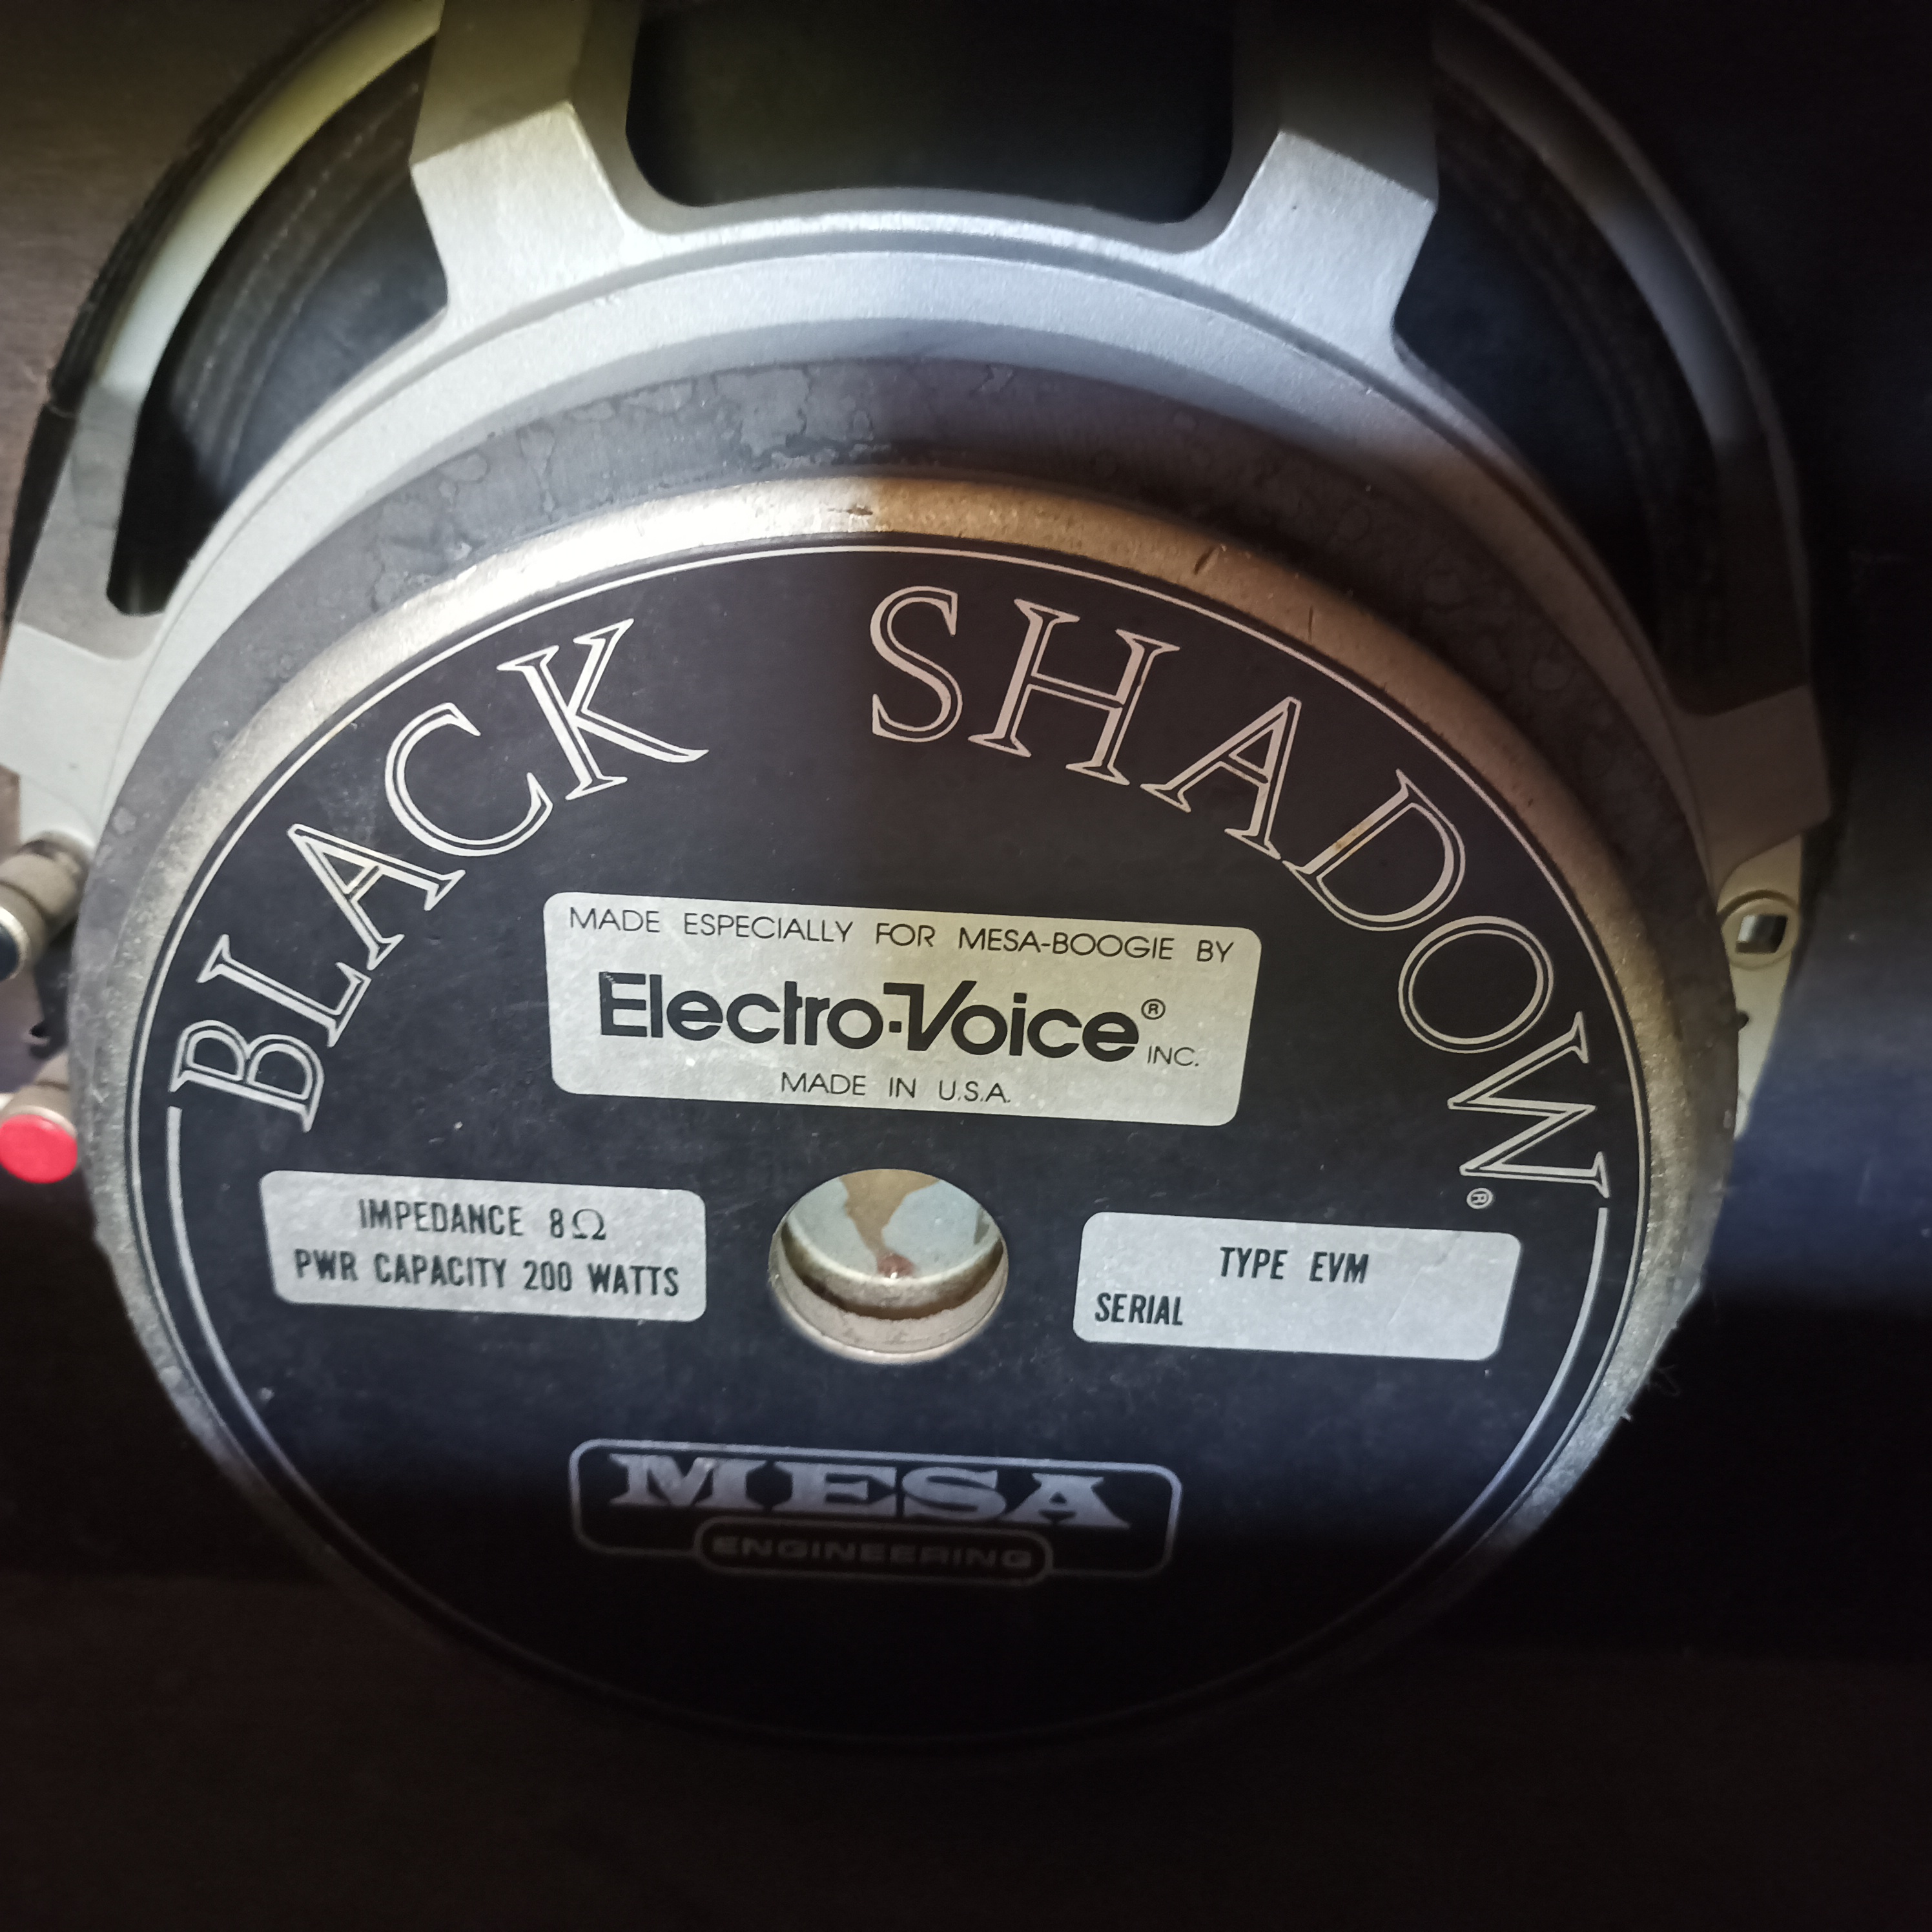 BLACK SHADOW®
MADE ESPECIALLY FOR MESA-BOOGIE BY
Electro-Voice®
INC.
MADE IN U.S.A.
IMPEDANCE 8Ω
PWR CAPACITY 200 WATTS
TYPE EVM
SERIAL
MESA
ENGINEERING